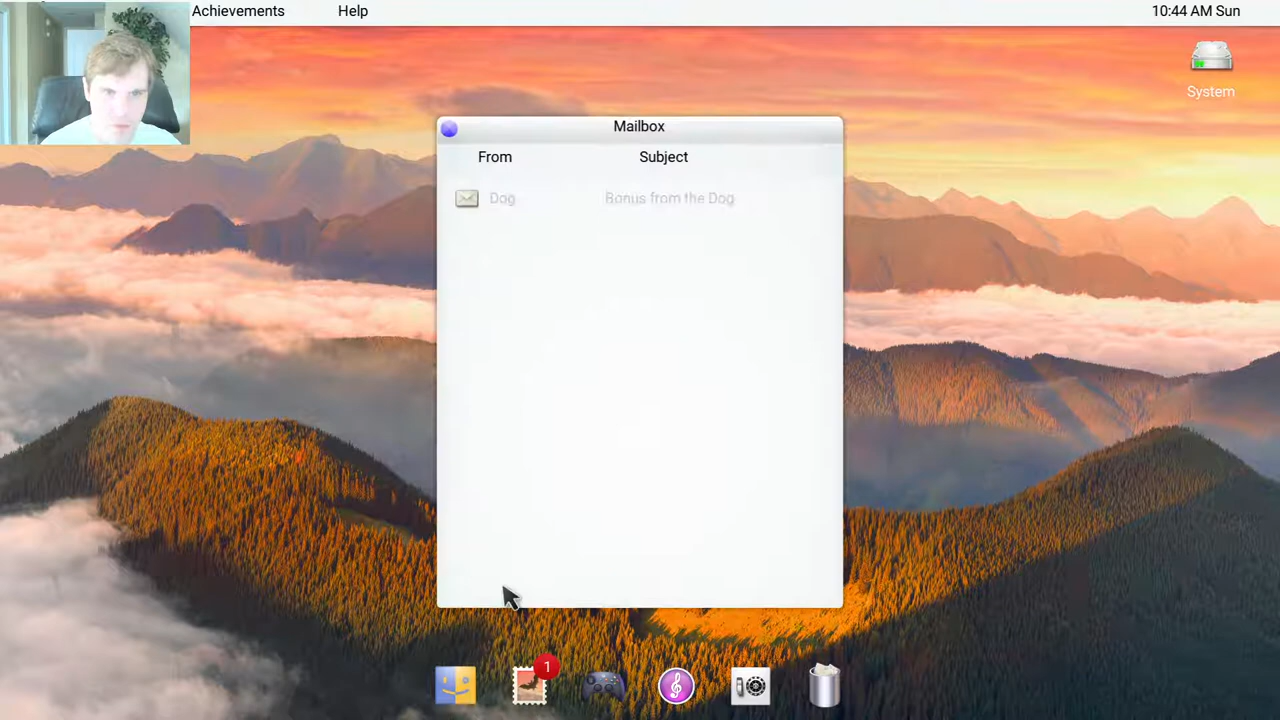 Achievements Help 10:44 AM Sun
System
Mailbox
From Subject
Dog Bonus from the Dog
1